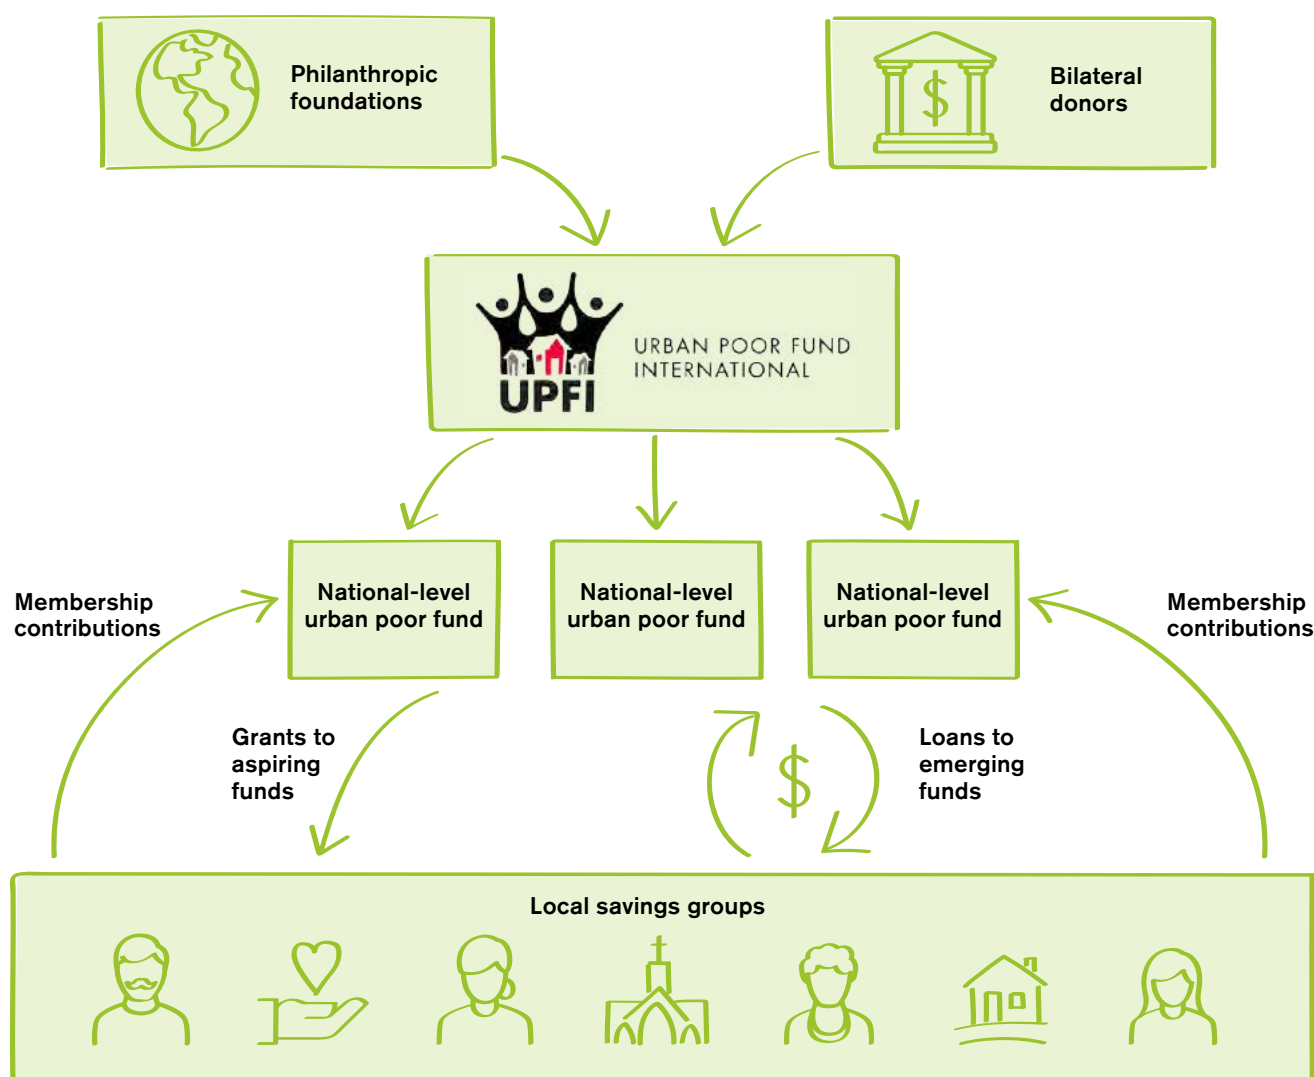 Philanthropic
foundations
Bilateral
donors
$
URBAN POOR FUND
INTERNATIONAL
UPFI
National-level
urban poor fund
National-level
urban poor fund
National-level
urban poor fund
Membership
contributions
Membership
contributions
Grants to
aspiring
funds
$
Loans to
emerging
funds
Local savings groups